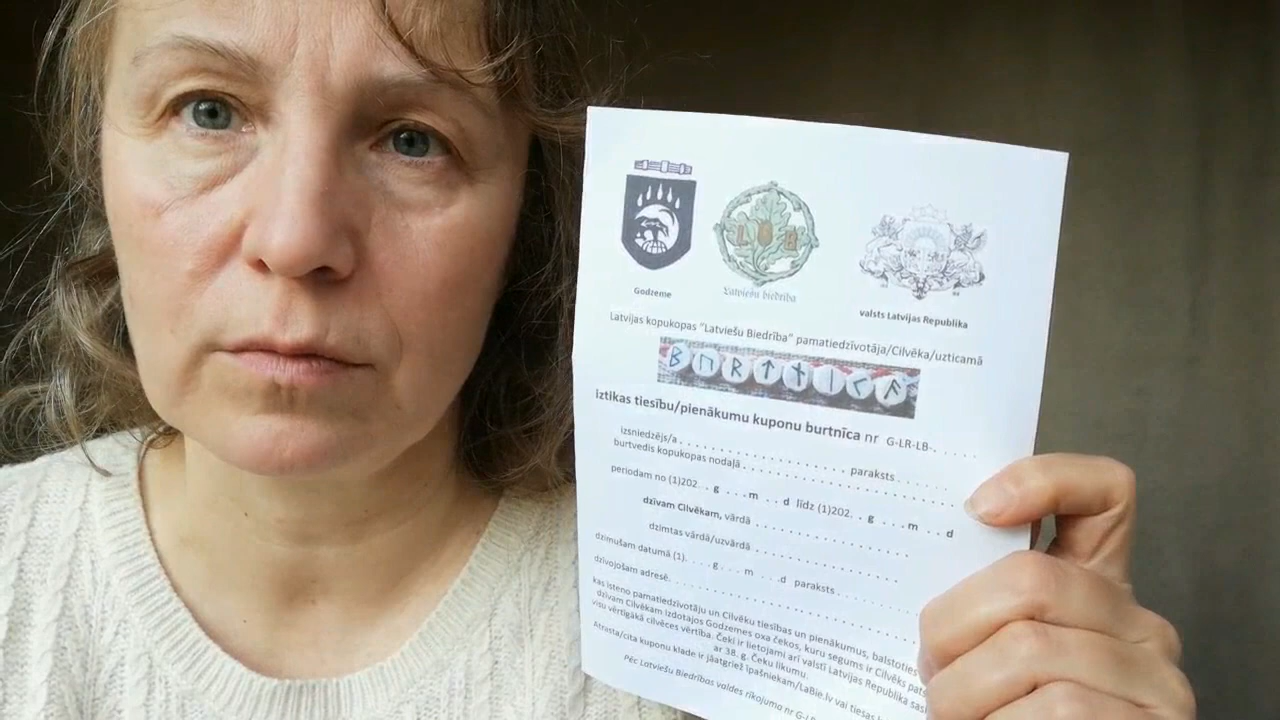 L B B
Godzeme
Latviešu biedrība
valsts Latvijas Republika
Latvijas kopukopas "Latviešu Biedrība" pamatiedzīvotāja/Cilvēka/uzticamā
iztikas tiesību/pienākumu kuponu burtnīca nr G-LR-LB-. . . . . .
izsniedzējs/a . . . . . . . . . . . . . . . . . . . . . . paraksts . . . . . . .
burtvedis kopukopas nodaļā . . . . . . . . . . . . . . . . . . . . . . . . . .
periodam no (1)202. . . g . . . m . . . d līdz (1)202. . . g . . . m . . . d
dzīvam Cilvēkam, vārdā . . . . . . . . . . . . . . . . . . .
dzimtas vārdā/uzvārdā . . . . . . . . . . . . . . . . . . .
dzimušam datumā (1). . . . g . . . m . . . d paraksts . . . . . . . . . .
dzīvojošam adresē. . . . . . . . . . . . . . . . . . . . . . . . . . . .
kas īsteno pamatiedzīvotāju un Cilvēku tiesības un pienākumus, balstoties
dzīvam Cilvēkam izdotajos Godzemes oxa čekos, kuru segums ir Cilvēks pats
visu vērtīgākā cilvēces vērtība. Čeki ir lietojami arī valstī Latvijas Republika
ar 38. g. Čeku likumu.
Atrasta/cita kuponu klade ir jāatgriež īpašniekam/LaBie.lv vai tiesas
Pēc Latviešu Biedrības valdes rīkojuma nr G-LR